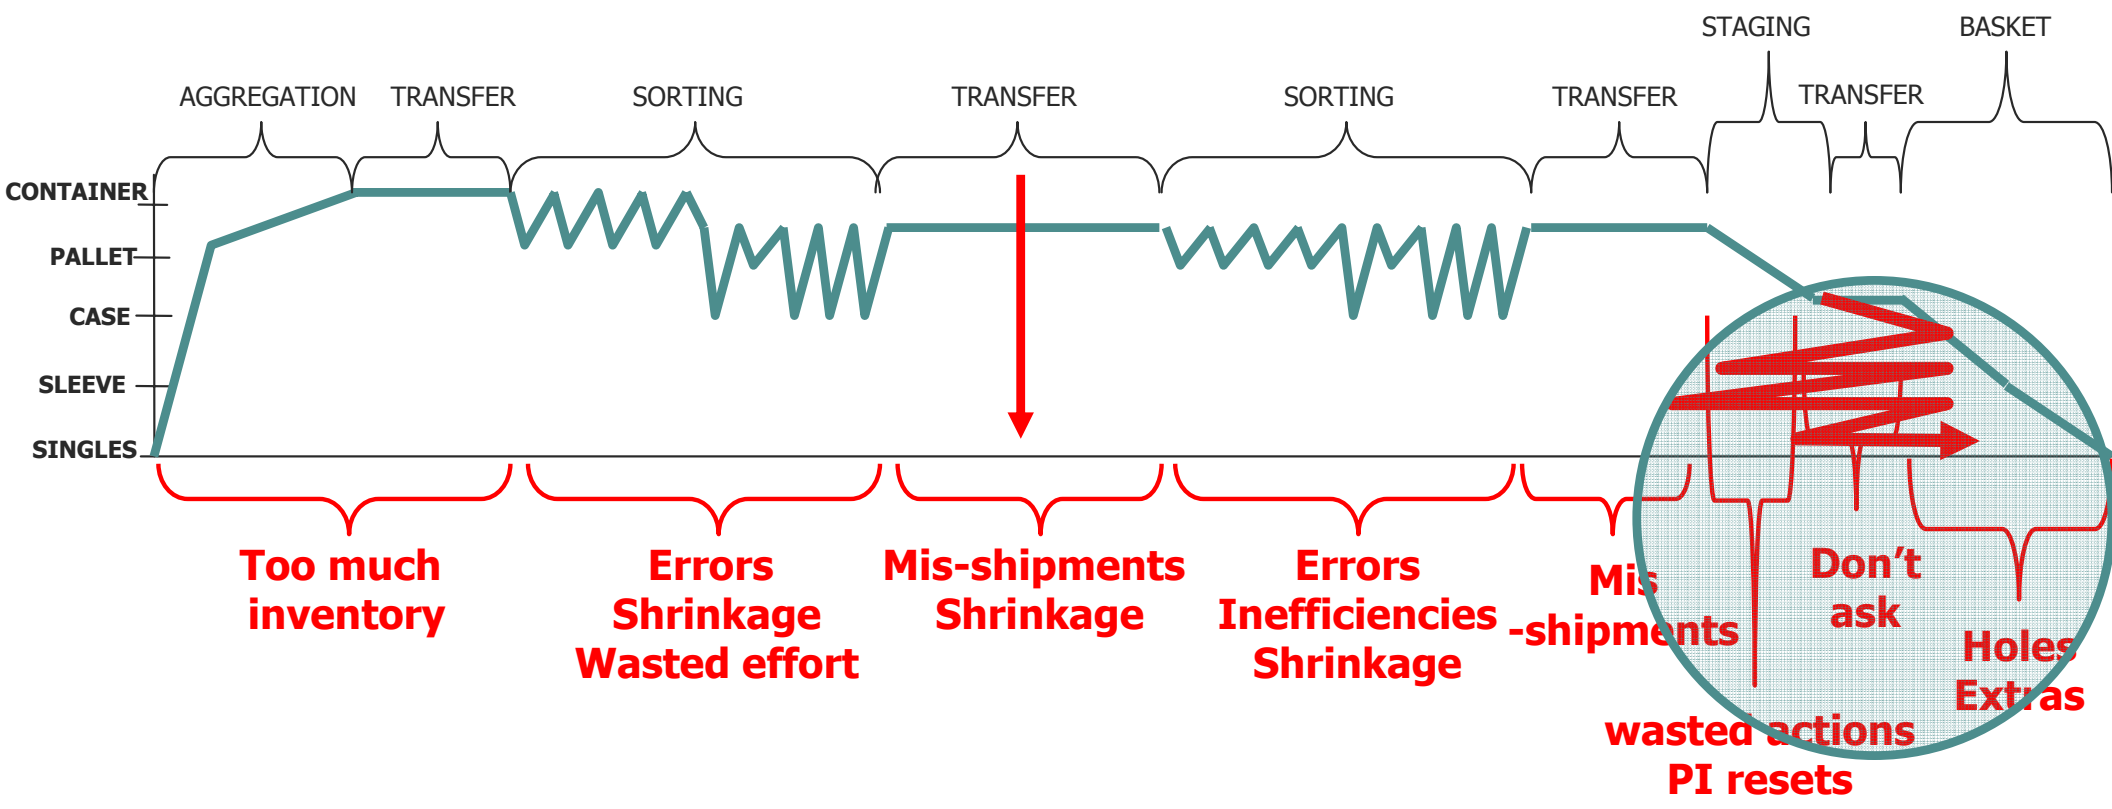 STAGING
BASKET
AGGREGATION
TRANSFER
SORTING
TRANSFER
SORTING
TRANSFER
TRANSFER
CONTAINER
PALLET
CASE
SLEEVE
SINGLES
Too much
inventory
Errors
Shrinkage
Wasted effort
Mis-shipments
Shrinkage
Errors
Inefficiencies
Shrinkage
Mis
-shipments
Don't
ask
Holes
Extras
wasted actions
PI resets